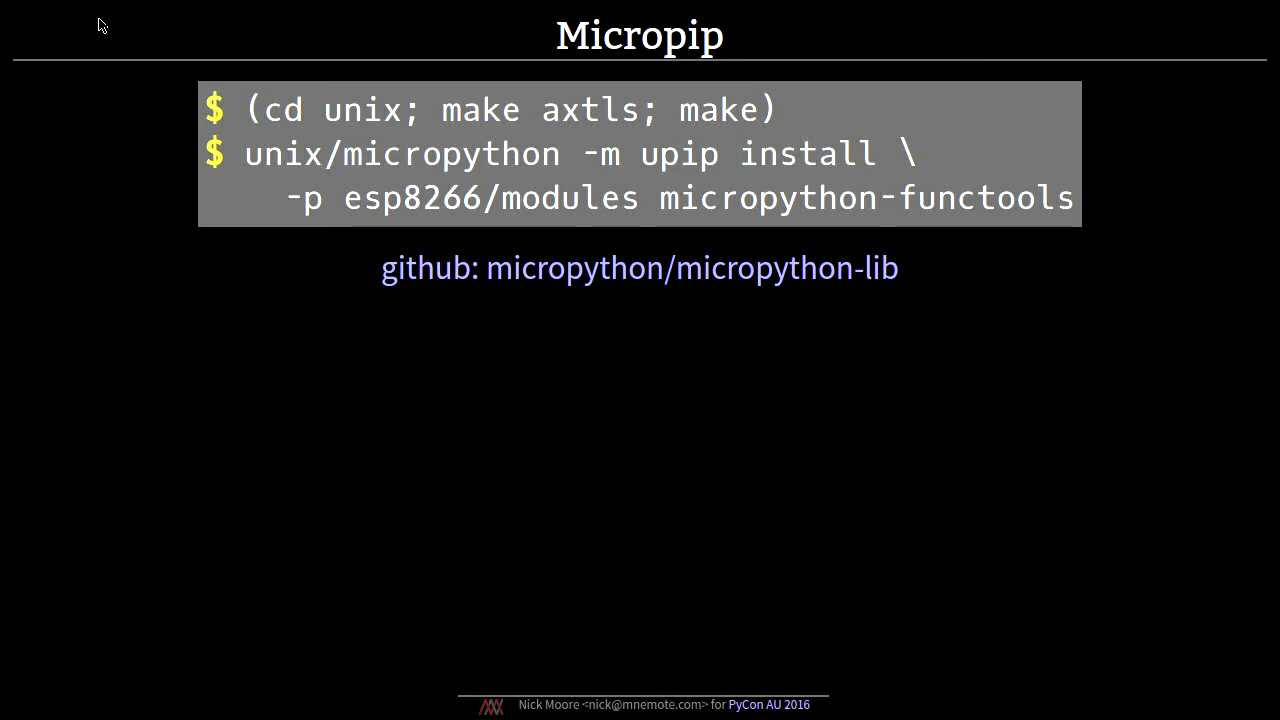 Micropip
$ (cd unix; make axtls; make)
$ unix/micropython -m upip install \
-p esp8266/modules micropython-functools
github: micropython/micropython-lib
Nick Moore <nick@mnemote.com> for PyCon AU 2016